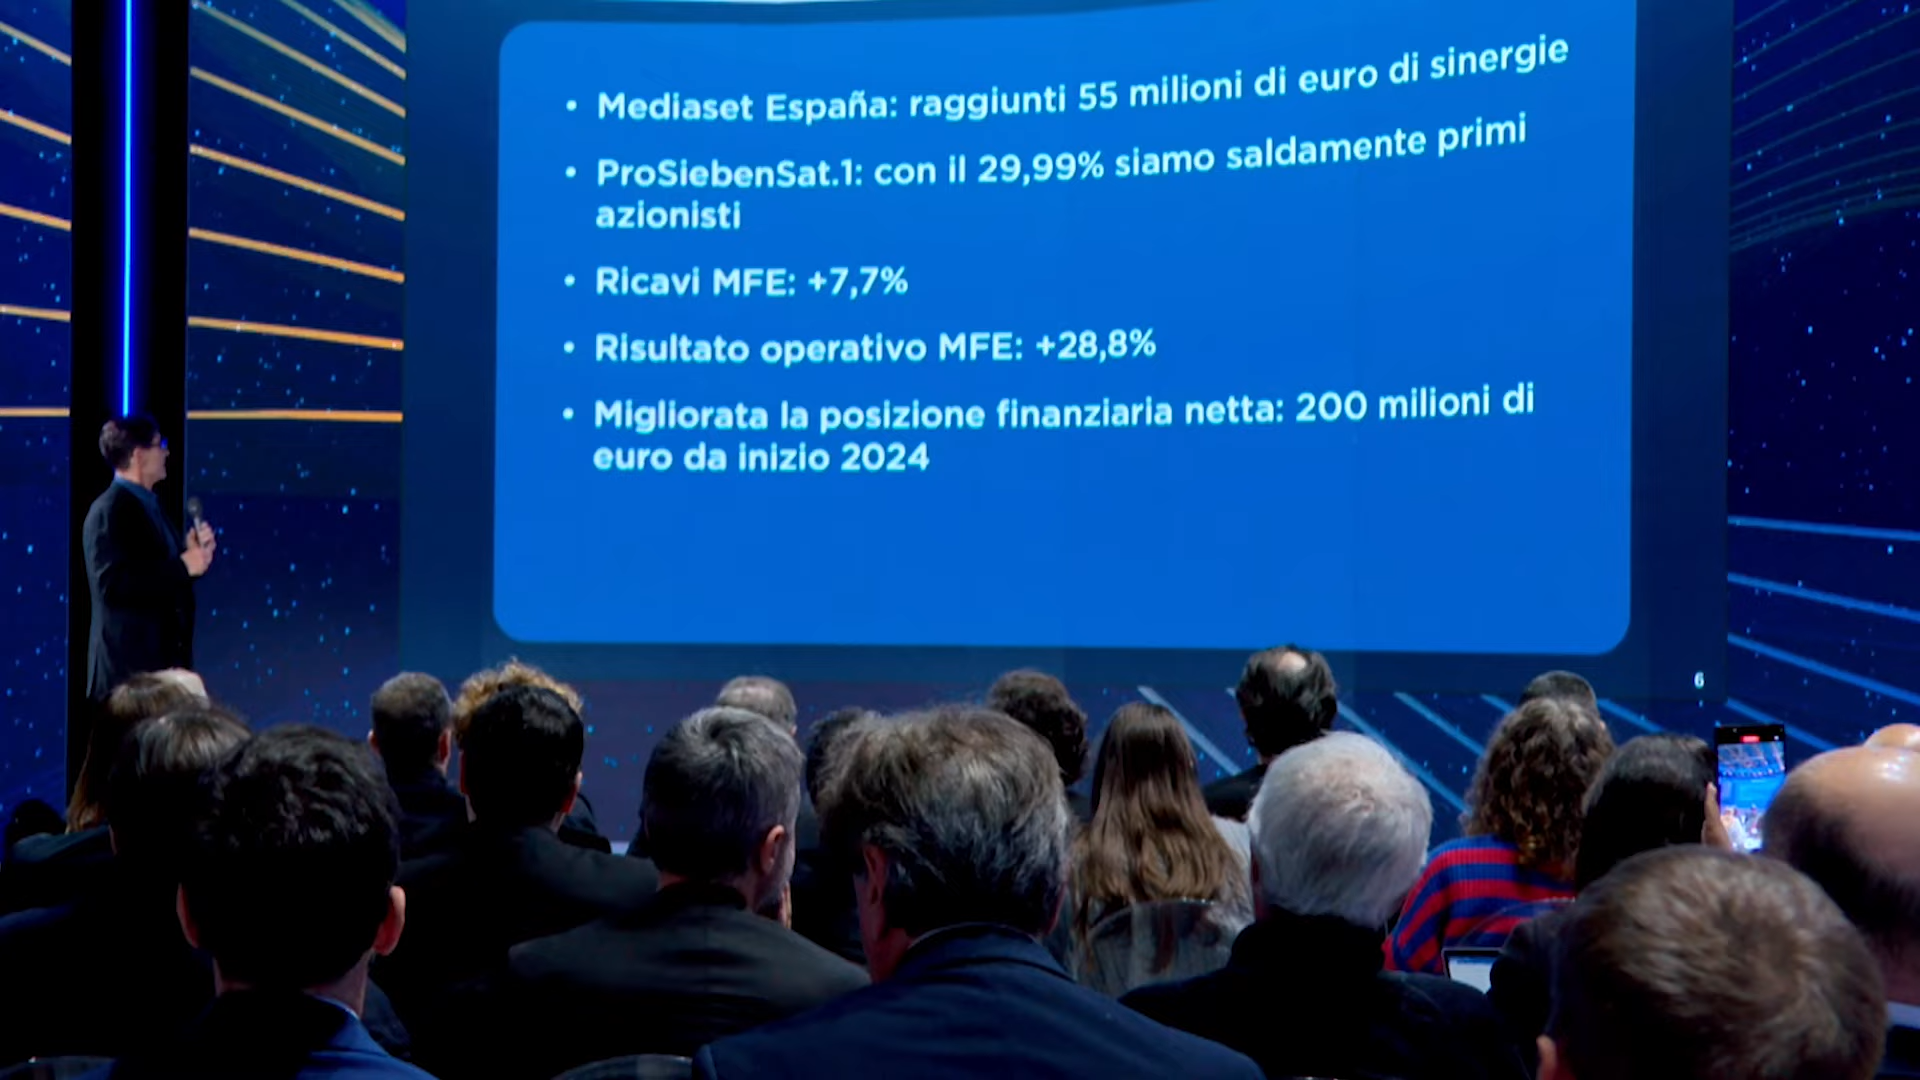 • Mediaset España: raggiunti 55 milioni di euro di sinergie
• ProSiebenSat.1: con il 29,99% siamo saldamente primi
azionisti
• Ricavi MFE: +7,7%
• Risultato operativo MFE: +28,8%
• Migliorata la posizione finanziaria netta: 200 milioni di
euro da inizio 2024
6